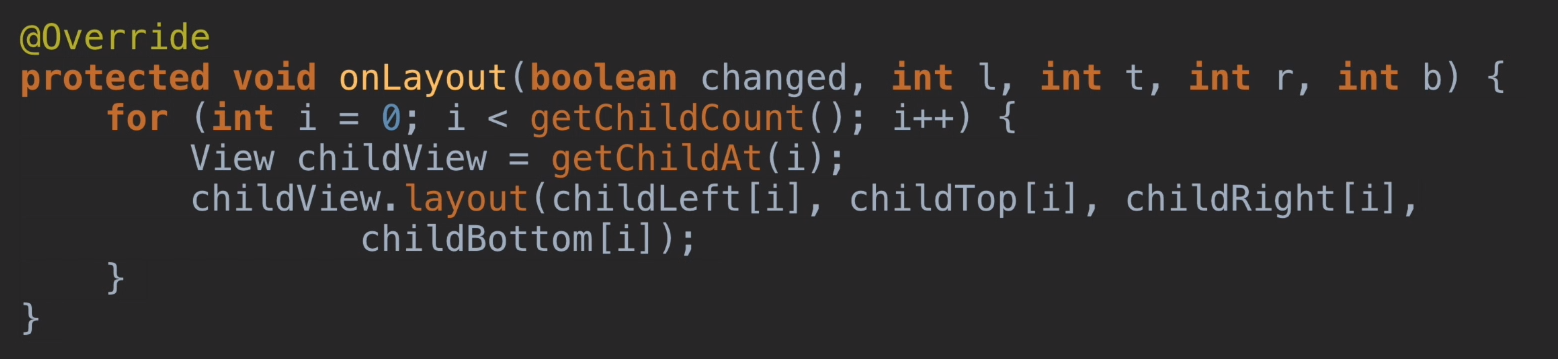 @Override
protected void onLayout(boolean changed, int l, int t, int r, int b) {
    for (int i = 0; i < getChildCount(); i++) {
        View childView = getChildAt(i);
        childView.layout(childLeft[i], childTop[i], childRight[i],
                childBottom[i]);
    }
}